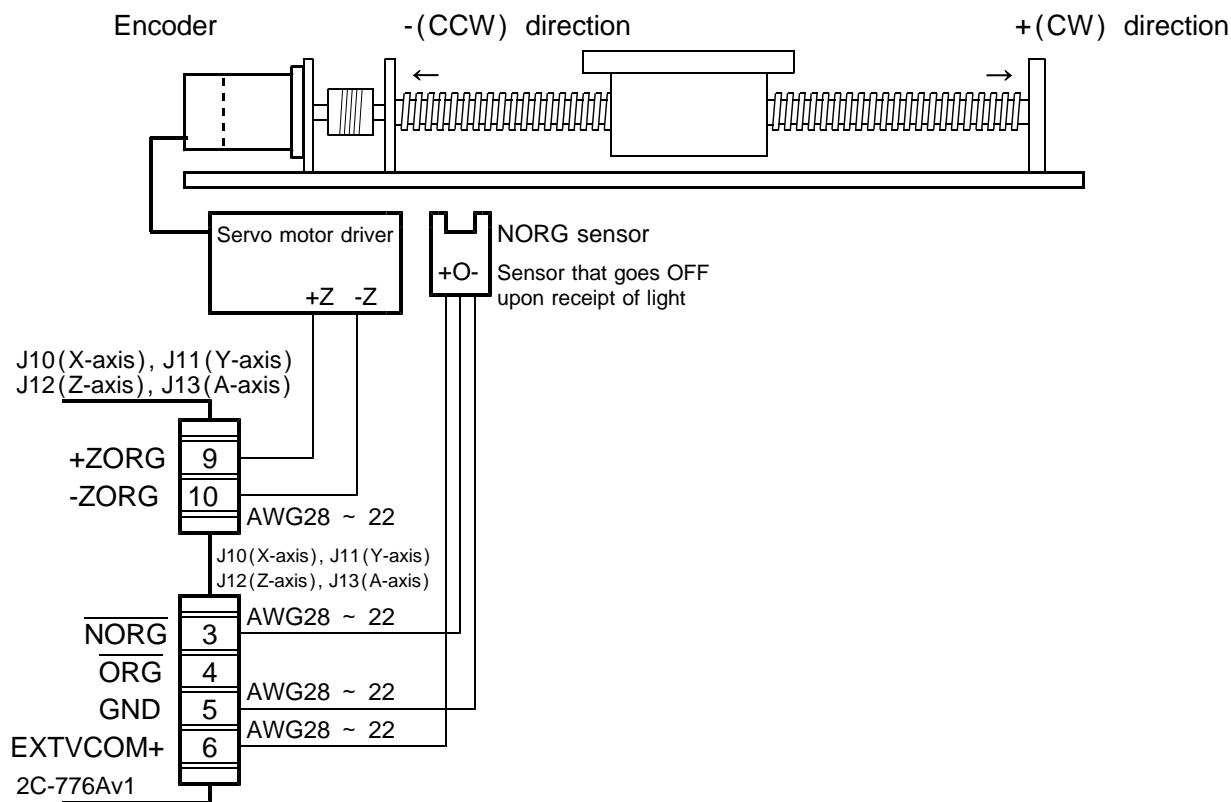 Encoder -(CCW) direction +(CW) direction
← →
Servo motor driver
+Z -Z
NORG sensor
+O-
Sensor that goes OFF
upon receipt of light
J10(X-axis), J11(Y-axis)
J12(Z-axis), J13(A-axis)
+ZORG 9
-ZORG 10
AWG28 ~ 22
J10(X-axis), J11(Y-axis)
J12(Z-axis), J13(A-axis)
AWG28 ~ 22
N̅O̅R̅G̅ 3
O̅R̅G̅ 4
AWG28 ~ 22
GND 5
AWG28 ~ 22
EXTVCOM+ 6
2C-776Av1